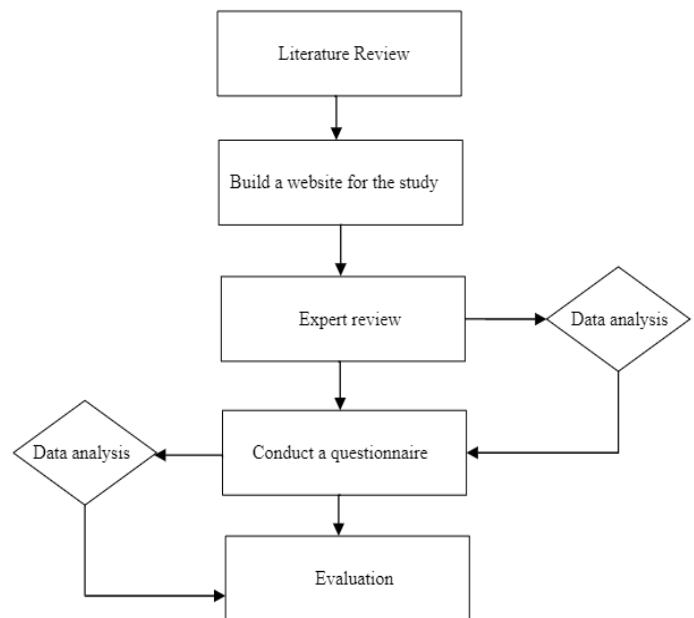 Literature Review
Build a website for the study
Expert review
Data analysis
Conduct a questionnaire
Data analysis
Evaluation